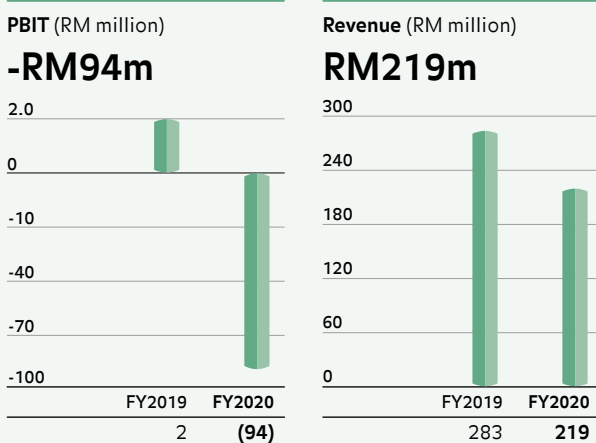 PBIT (RM million)
-RM94m
2.0
0
-10
-40
-70
-100
FY2019 FY2020
2 (94)
Revenue (RM million)
RM219m
300
240
180
120
60
0
FY2019 FY2020
283 219